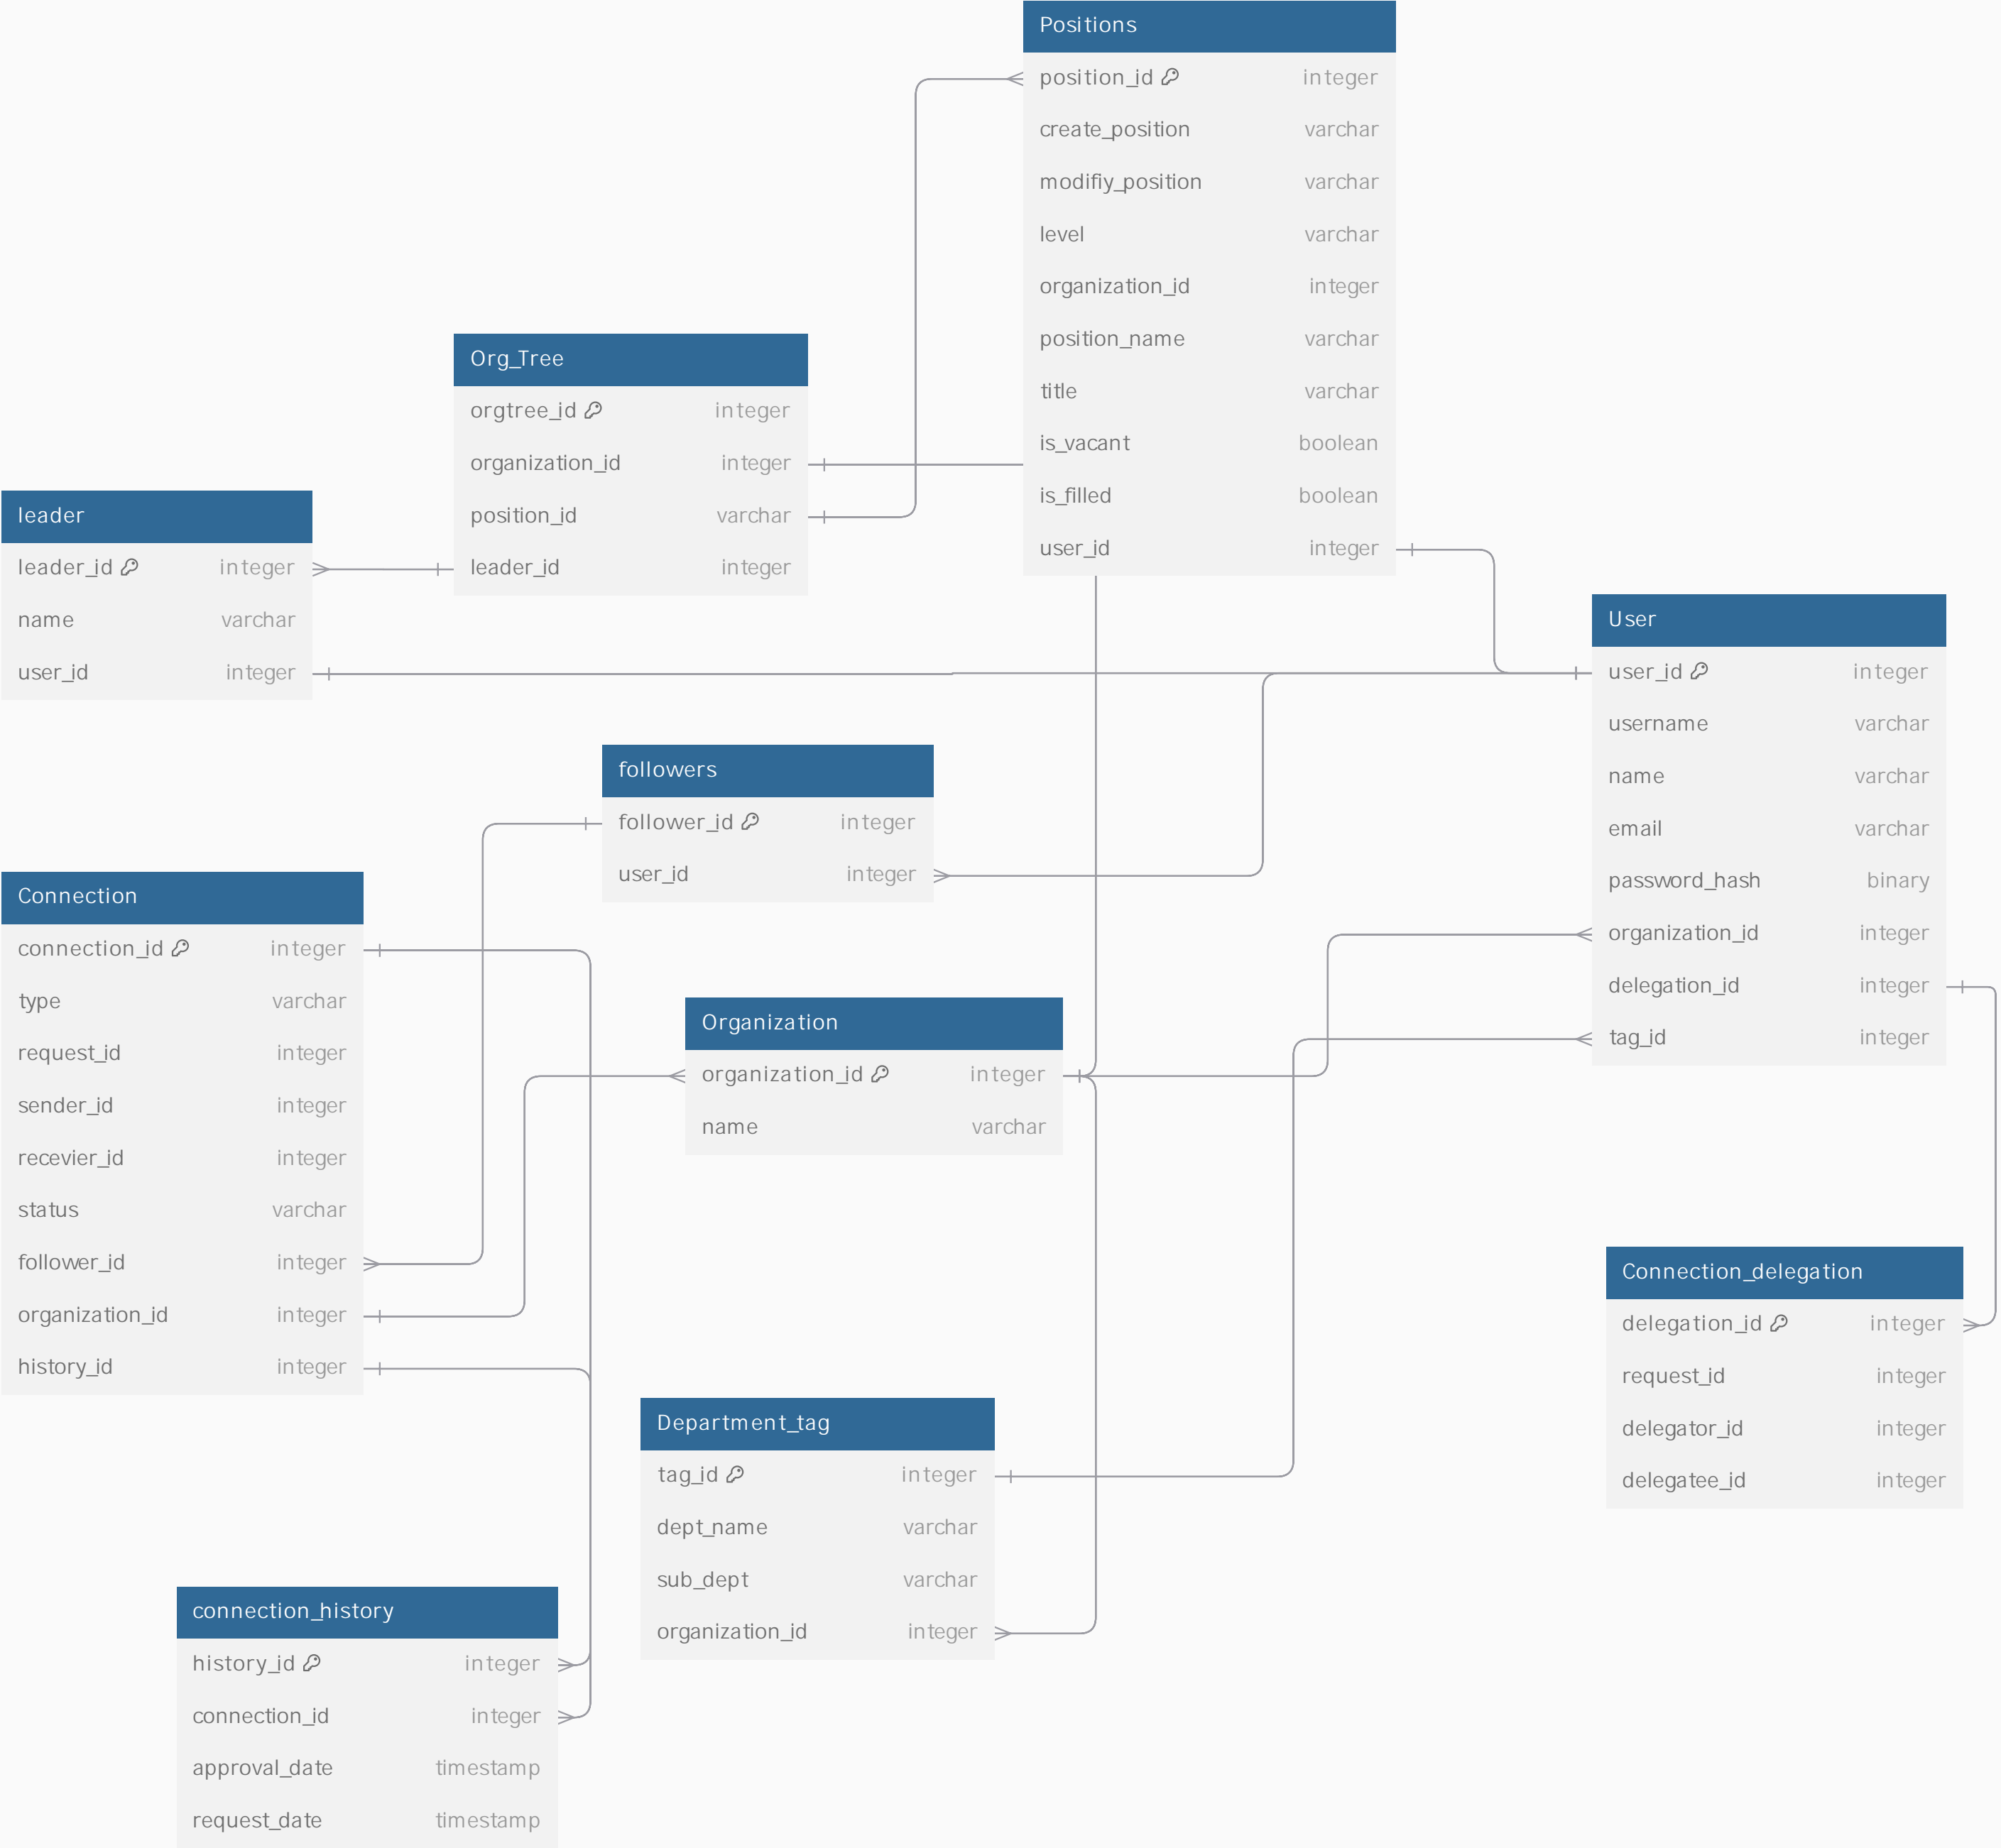 Positions
position_id integer
create_position varchar
modifiy_position varchar
level varchar
organization_id integer
position_name varchar
title varchar
is_vacant boolean
is_filled boolean
user_id integer
Org_Tree
orgtree_id integer
organization_id integer
position_id varchar
leader_id integer
leader
leader_id integer
name varchar
user_id integer
User
user_id integer
username varchar
name varchar
email varchar
password_hash binary
organization_id integer
delegation_id integer
tag_id integer
followers
follower_id integer
user_id integer
Connection
connection_id integer
type varchar
request_id integer
sender_id integer
recevier_id integer
status varchar
follower_id integer
organization_id integer
history_id integer
Organization
organization_id integer
name varchar
Connection_delegation
delegation_id integer
request_id integer
delegator_id integer
delegatee_id integer
Department_tag
tag_id integer
dept_name varchar
sub_dept varchar
organization_id integer
connection_history
history_id integer
connection_id integer
approval_date timestamp
request_date timestamp